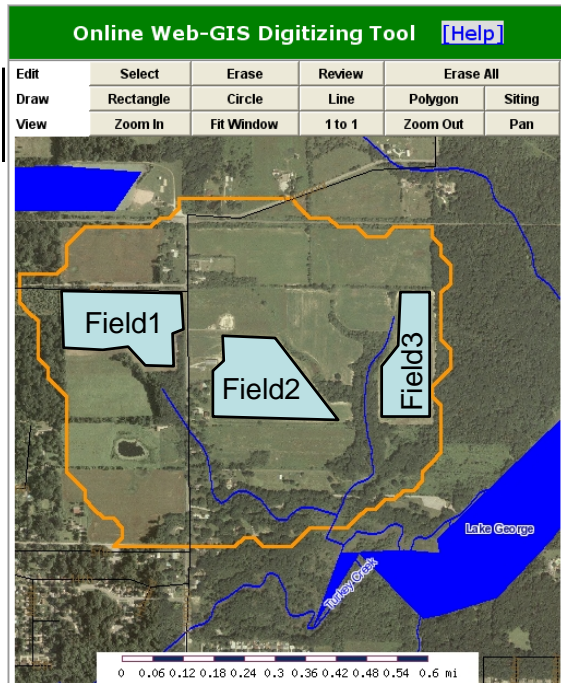 Online Web-GIS Digitizing Tool [Help]
Edit Select Erase Review Erase All
Draw Rectangle Circle Line Polygon Siting
View Zoom In Fit Window 1 to 1 Zoom Out Pan
Field1
Field2
Field3
Lake George
Turkey Creek
0 0.06 0.12 0.18 0.24 0.3 0.36 0.42 0.48 0.54 0.6 mi